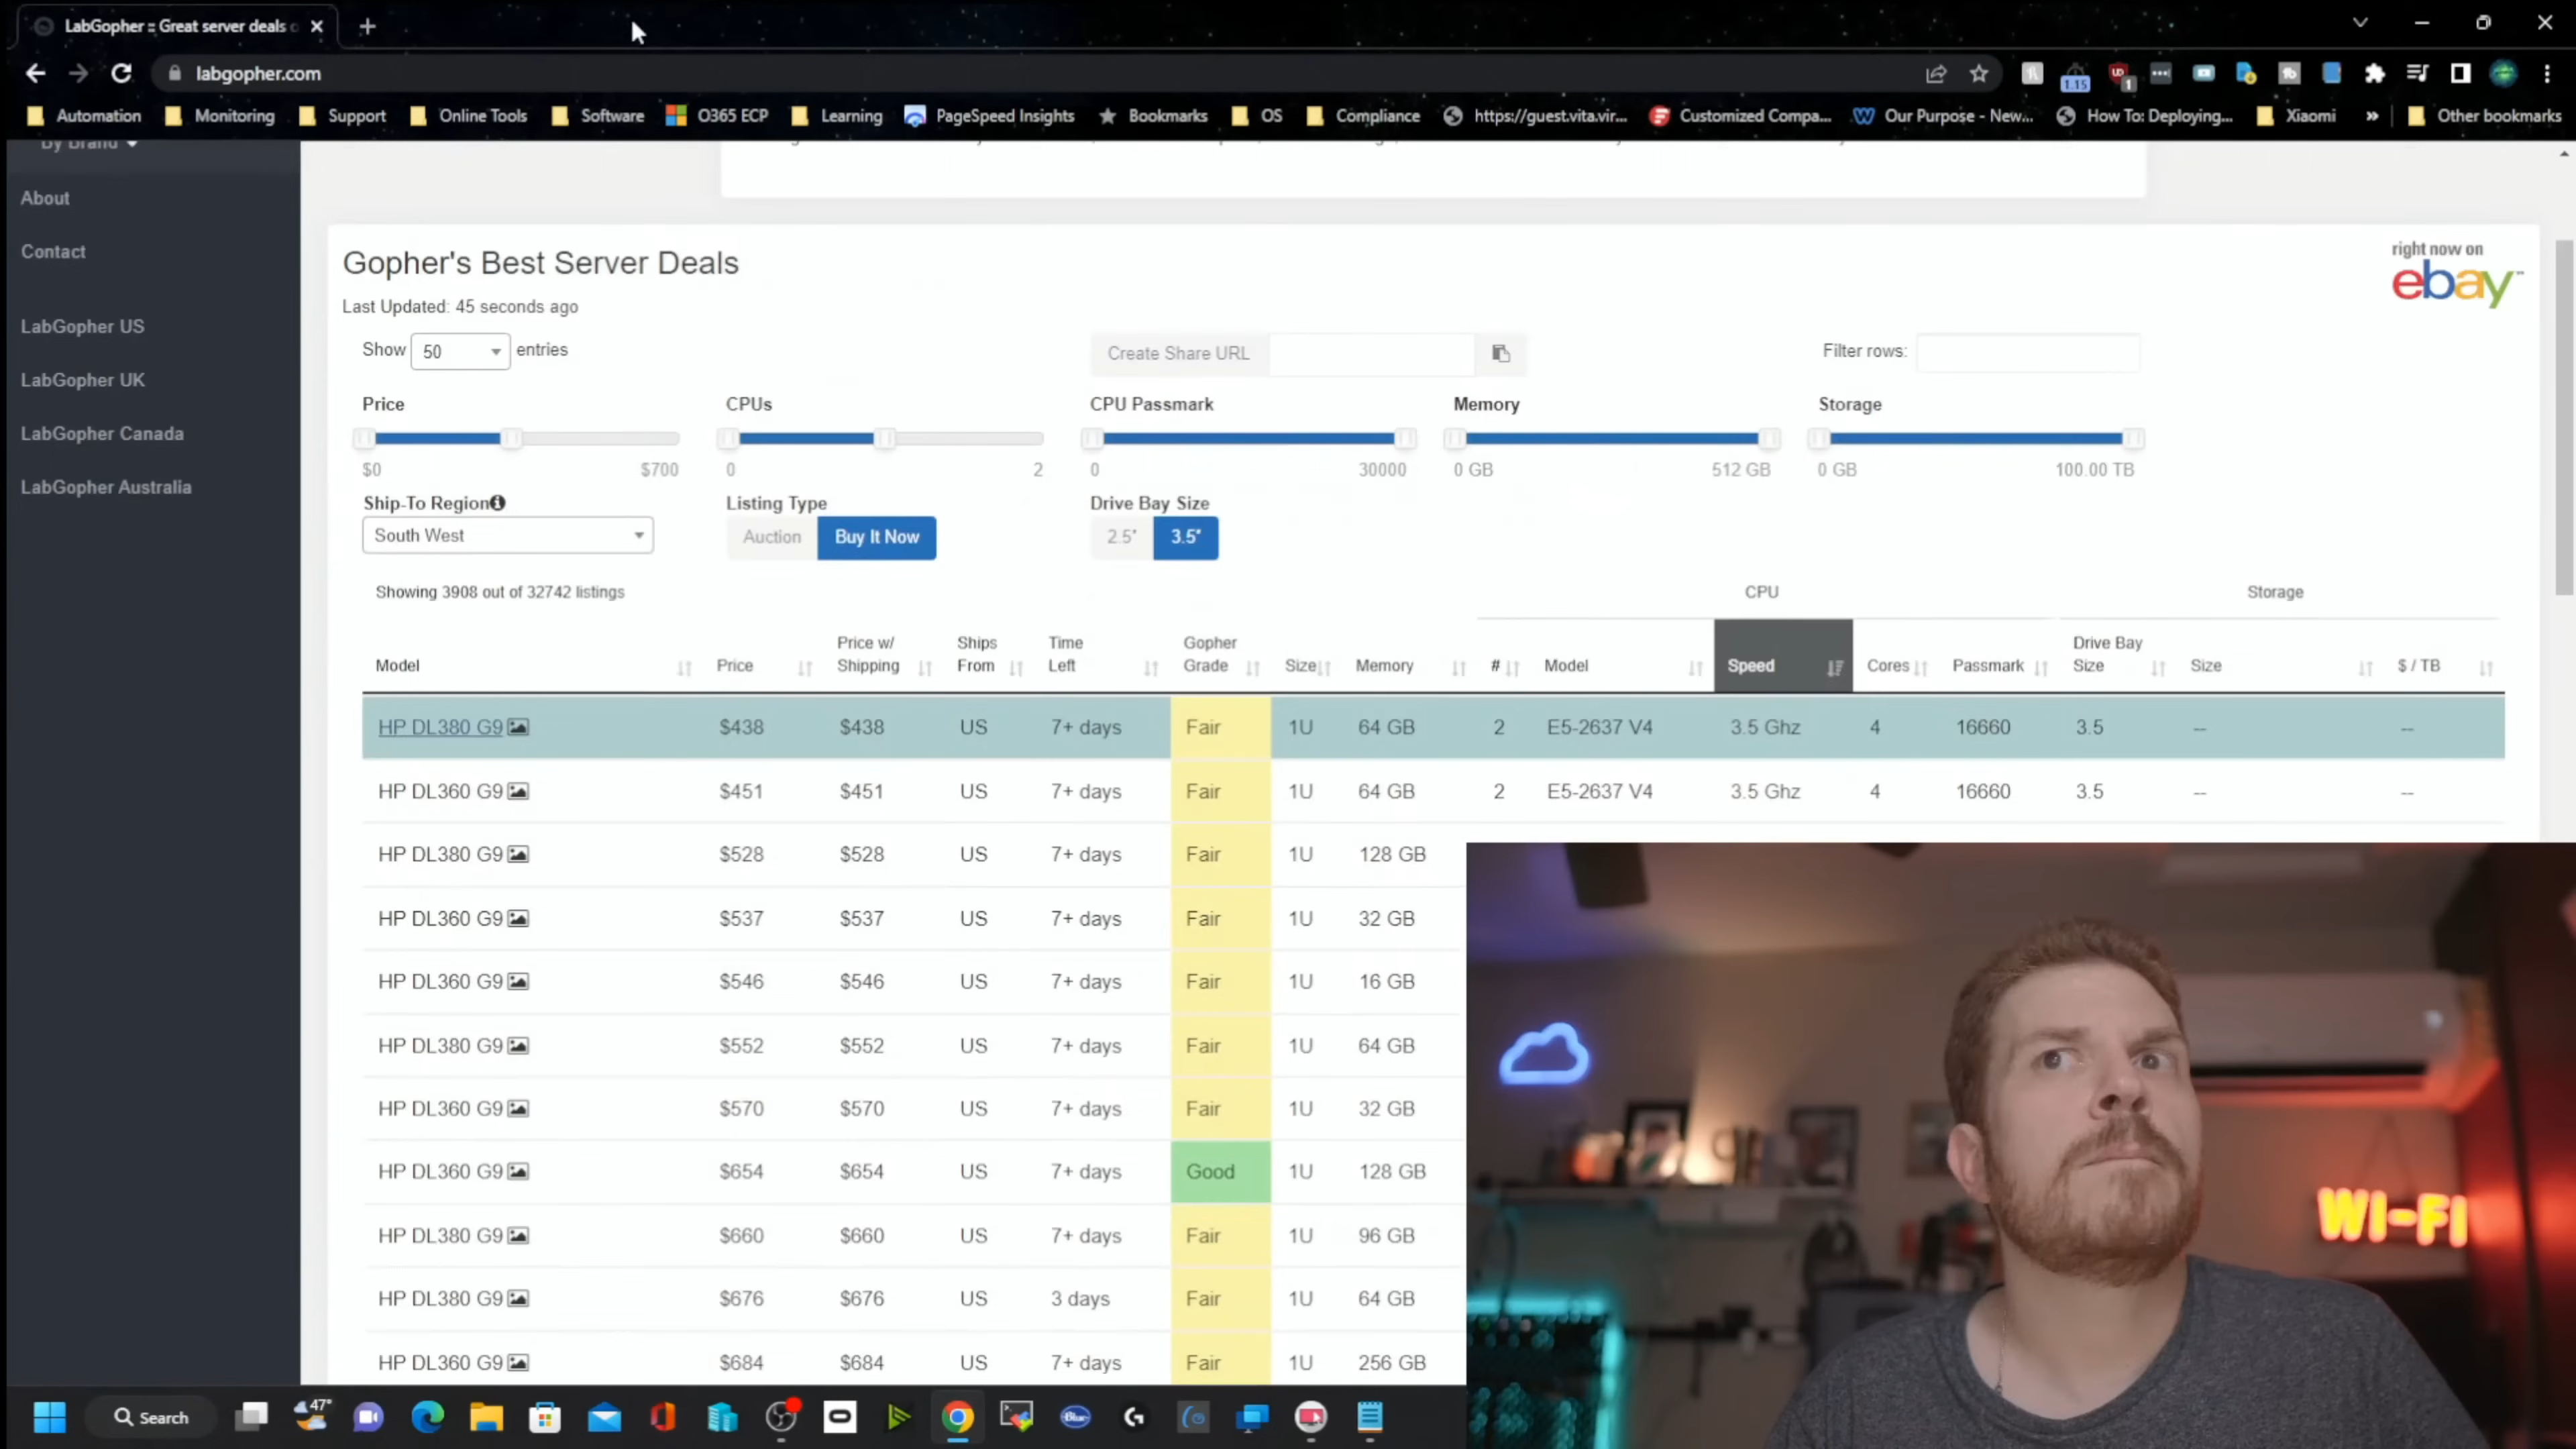 LabGopher :: Great server deals
labgopher.com
1.15
1
Automation Monitoring Support Online Tools Software O365 ECP Learning PageSpeed Insights Bookmarks OS Compliance https://guest.vita.vir... Customized Compa... Our Purpose - New... How To: Deploying... Xiaomi » Other bookmarks
By Brand
About
Contact
LabGopher US
LabGopher UK
LabGopher Canada
LabGopher Australia
Gopher's Best Server Deals
right now on
ebay™
Last Updated: 45 seconds ago
Show 50 entries
Create Share URL
Filter rows:
Price CPUs CPU Passmark Memory Storage
$0 $700 0 2 0 30000 0 GB 512 GB 0 GB 100.00 TB
Ship-To Region Listing Type Drive Bay Size
South West Auction Buy It Now 2.5" 3.5"
Showing 3908 out of 32742 listings
CPU Storage
Model Price Price w/ Shipping Ships From Time Left Gopher Grade Size Memory # Model Speed Cores Passmark Drive Bay Size Size $ / TB
HP DL380 G9 $438 $438 US 7+ days Fair 1U 64 GB 2 E5-2637 V4 3.5 Ghz 4 16660 3.5 -- --
HP DL360 G9 $451 $451 US 7+ days Fair 1U 64 GB 2 E5-2637 V4 3.5 Ghz 4 16660 3.5 -- --
HP DL380 G9 $528 $528 US 7+ days Fair 1U 128 GB
HP DL360 G9 $537 $537 US 7+ days Fair 1U 32 GB
HP DL360 G9 $546 $546 US 7+ days Fair 1U 16 GB
HP DL380 G9 $552 $552 US 7+ days Fair 1U 64 GB
HP DL360 G9 $570 $570 US 7+ days Fair 1U 32 GB
HP DL360 G9 $654 $654 US 7+ days Good 1U 128 GB
HP DL380 G9 $660 $660 US 7+ days Fair 1U 96 GB
HP DL380 G9 $676 $676 US 3 days Fair 1U 64 GB
HP DL360 G9 $684 $684 US 7+ days Fair 1U 256 GB
WI-FI
Search
47°
Blue